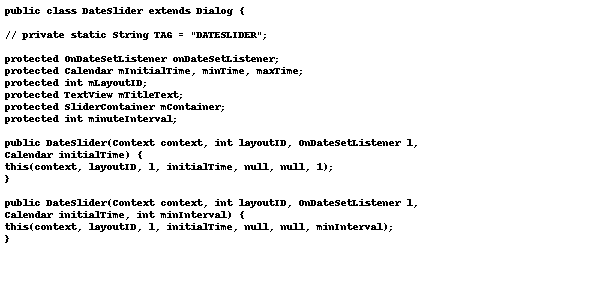 public class DateSlider extends Dialog {
// private static String TAG = "DATESLIDER";
protected OnDateSetListener onDateSetListener;
protected Calendar mInitialTime, minTime, maxTime;
protected int mLayoutID;
protected TextView mTitleText;
protected SliderContainer mContainer;
protected int minuteInterval;
public DateSlider(Context context, int layoutID, OnDateSetListener l,
Calendar initialTime) {
this(context, layoutID, l, initialTime, null, null, 1);
}
public DateSlider(Context context, int layoutID, OnDateSetListener l,
Calendar initialTime, int minInterval) {
this(context, layoutID, l, initialTime, null, null, minInterval);
}